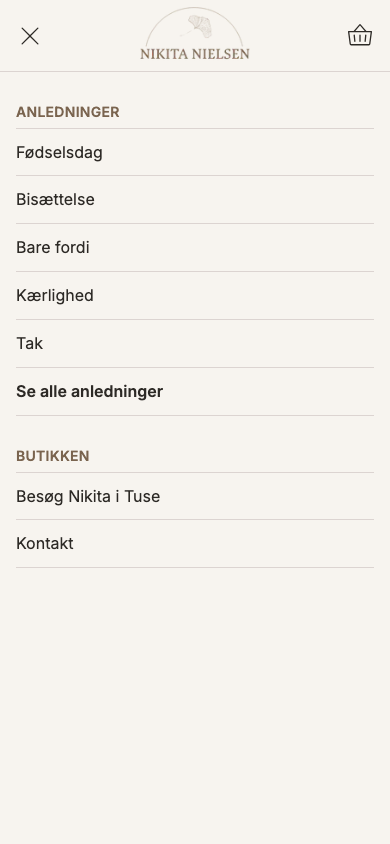 NIKITA NIELSEN
ANLEDNINGER
Fødselsdag
Bisættelse
Bare fordi
Kærlighed
Tak
Se alle anledninger
BUTIKKEN
Besøg Nikita i Tuse
Kontakt